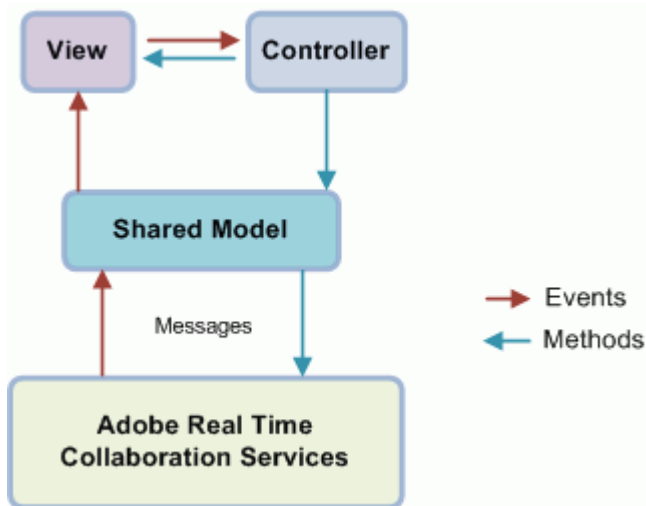 View
Controller
Shared Model
Events
Messages
Methods
Adobe Real Time
Collaboration Services